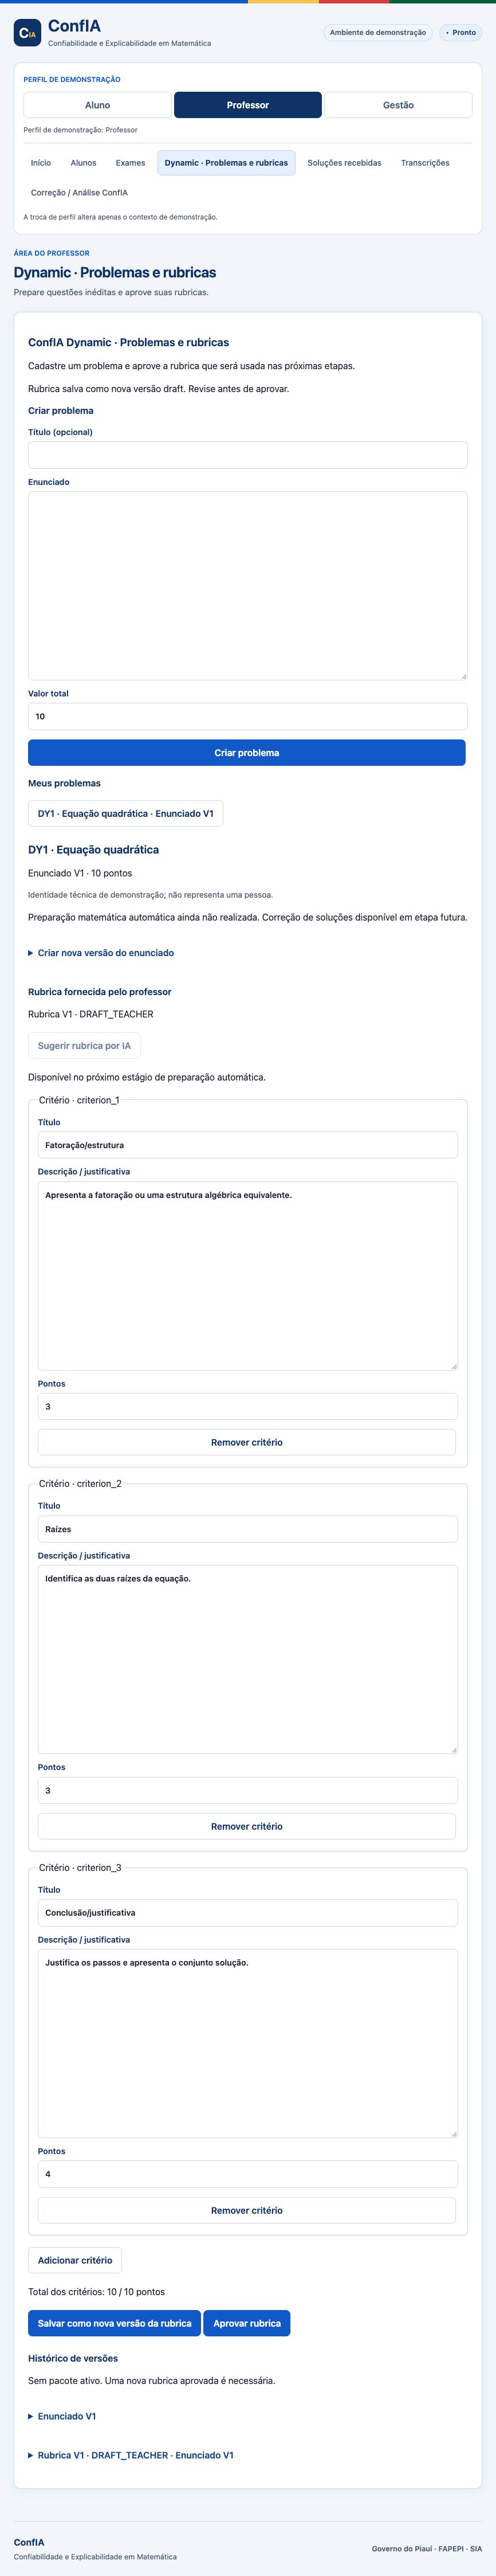 CIA
ConfIA
Confiabilidade e Explicabilidade em Matemática
Ambiente de demonstração
• Pronto
PERFIL DE DEMONSTRAÇÃO
Aluno
Professor
Gestão
Perfil de demonstração: Professor
Início
Alunos
Exames
Dynamic · Problemas e rubricas
Soluções recebidas
Transcrições
Correção / Análise ConfIA
A troca de perfil altera apenas o contexto de demonstração.
ÁREA DO PROFESSOR
Dynamic · Problemas e rubricas
Prepare questões inéditas e aprove suas rubricas.
ConfIA Dynamic · Problemas e rubricas
Cadastre um problema e aprove a rubrica que será usada nas próximas etapas.
Rubrica salva como nova versão draft. Revise antes de aprovar.
Criar problema
Título (opcional)
Enunciado
Valor total
10
Criar problema
Meus problemas
DY1 · Equação quadrática · Enunciado V1
DY1 · Equação quadrática
Enunciado V1 · 10 pontos
Identidade técnica de demonstração; não representa uma pessoa.
Preparação matemática automática ainda não realizada. Correção de soluções disponível em etapa futura.
Criar nova versão do enunciado
Rubrica fornecida pelo professor
Rubrica V1 · DRAFT_TEACHER
Sugerir rubrica por IA
Disponível no próximo estágio de preparação automática.
Critério · criterion_1
Título
Fatoração/estrutura
Descrição / justificativa
Apresenta a fatoração ou uma estrutura algébrica equivalente.
Pontos
3
Remover critério
Critério · criterion_2
Título
Raízes
Descrição / justificativa
Identifica as duas raízes da equação.
Pontos
3
Remover critério
Critério · criterion_3
Título
Conclusão/justificativa
Descrição / justificativa
Justifica os passos e apresenta o conjunto solução.
Pontos
4
Remover critério
Adicionar critério
Total dos critérios: 10 / 10 pontos
Salvar como nova versão da rubrica
Aprovar rubrica
Histórico de versões
Sem pacote ativo. Uma nova rubrica aprovada é necessária.
Enunciado V1
Rubrica V1 · DRAFT_TEACHER · Enunciado V1
ConfIA
Confiabilidade e Explicabilidade em Matemática
Governo do Piauí · FAPEPI · SIA